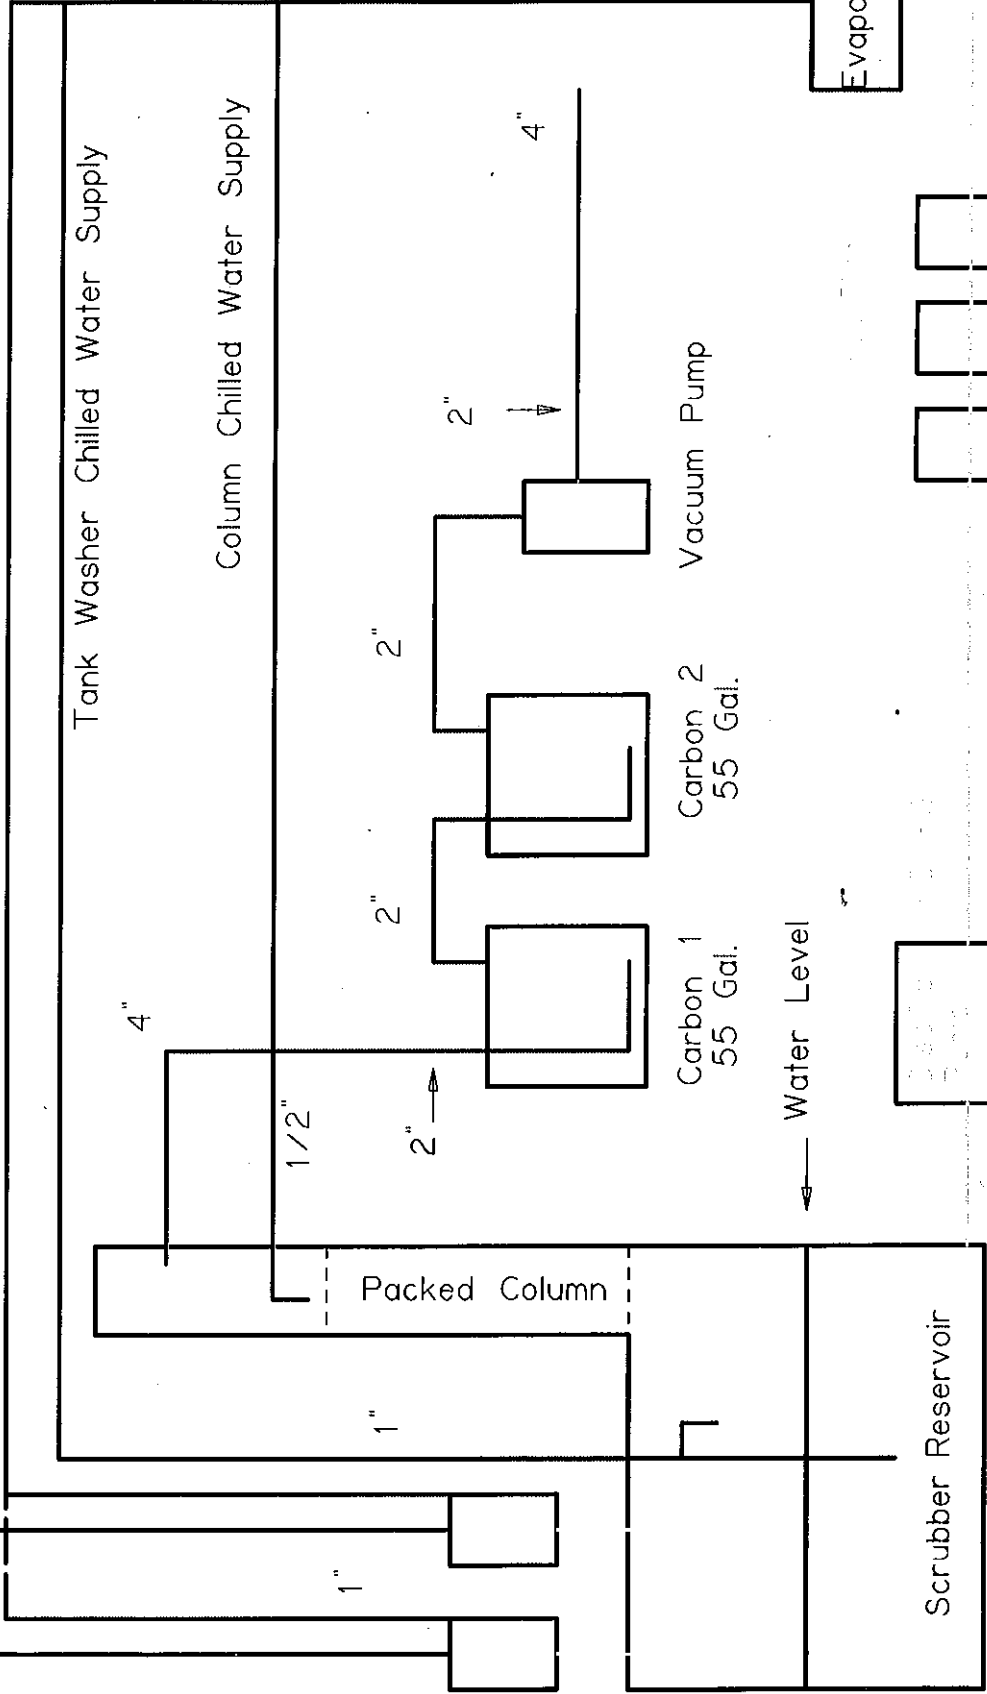 Tank Washer Chilled Water Supply
Column Chilled Water Supply
4"
2"
2"
2"
4"
1/2"
2"
Vacuum Pump
Carbon 2
55 Gal.
Carbon 1
55 Gal.
Water Level
Packed Column
1"
1"
Scrubber Reservoir
Evapo